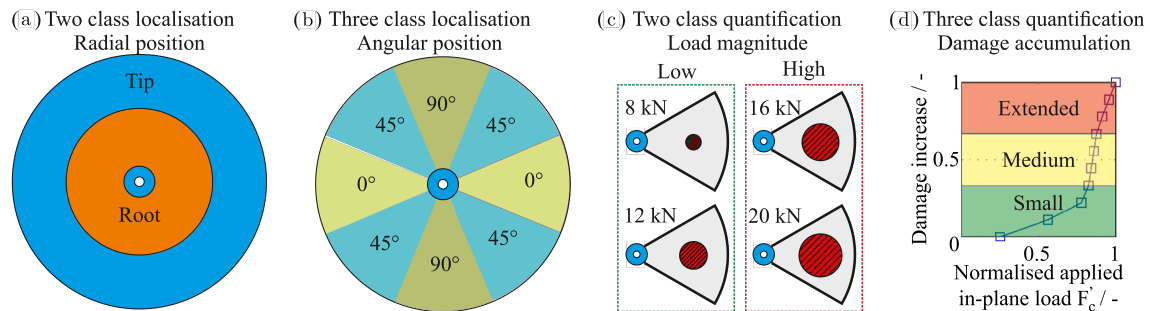 (a) Two class localisation
Radial position
Tip
Root
(b) Three class localisation
Angular position
90°
45°
45°
0°
0°
45°
45°
90°
(c) Two class quantification
Load magnitude
Low
High
8 kN
16 kN
12 kN
20 kN
(d) Three class quantification
Damage accumulation
Damage increase / -
1
0.5
0
Extended
Medium
Small
0.5
1
Normalised applied
in-plane load F_c' / -